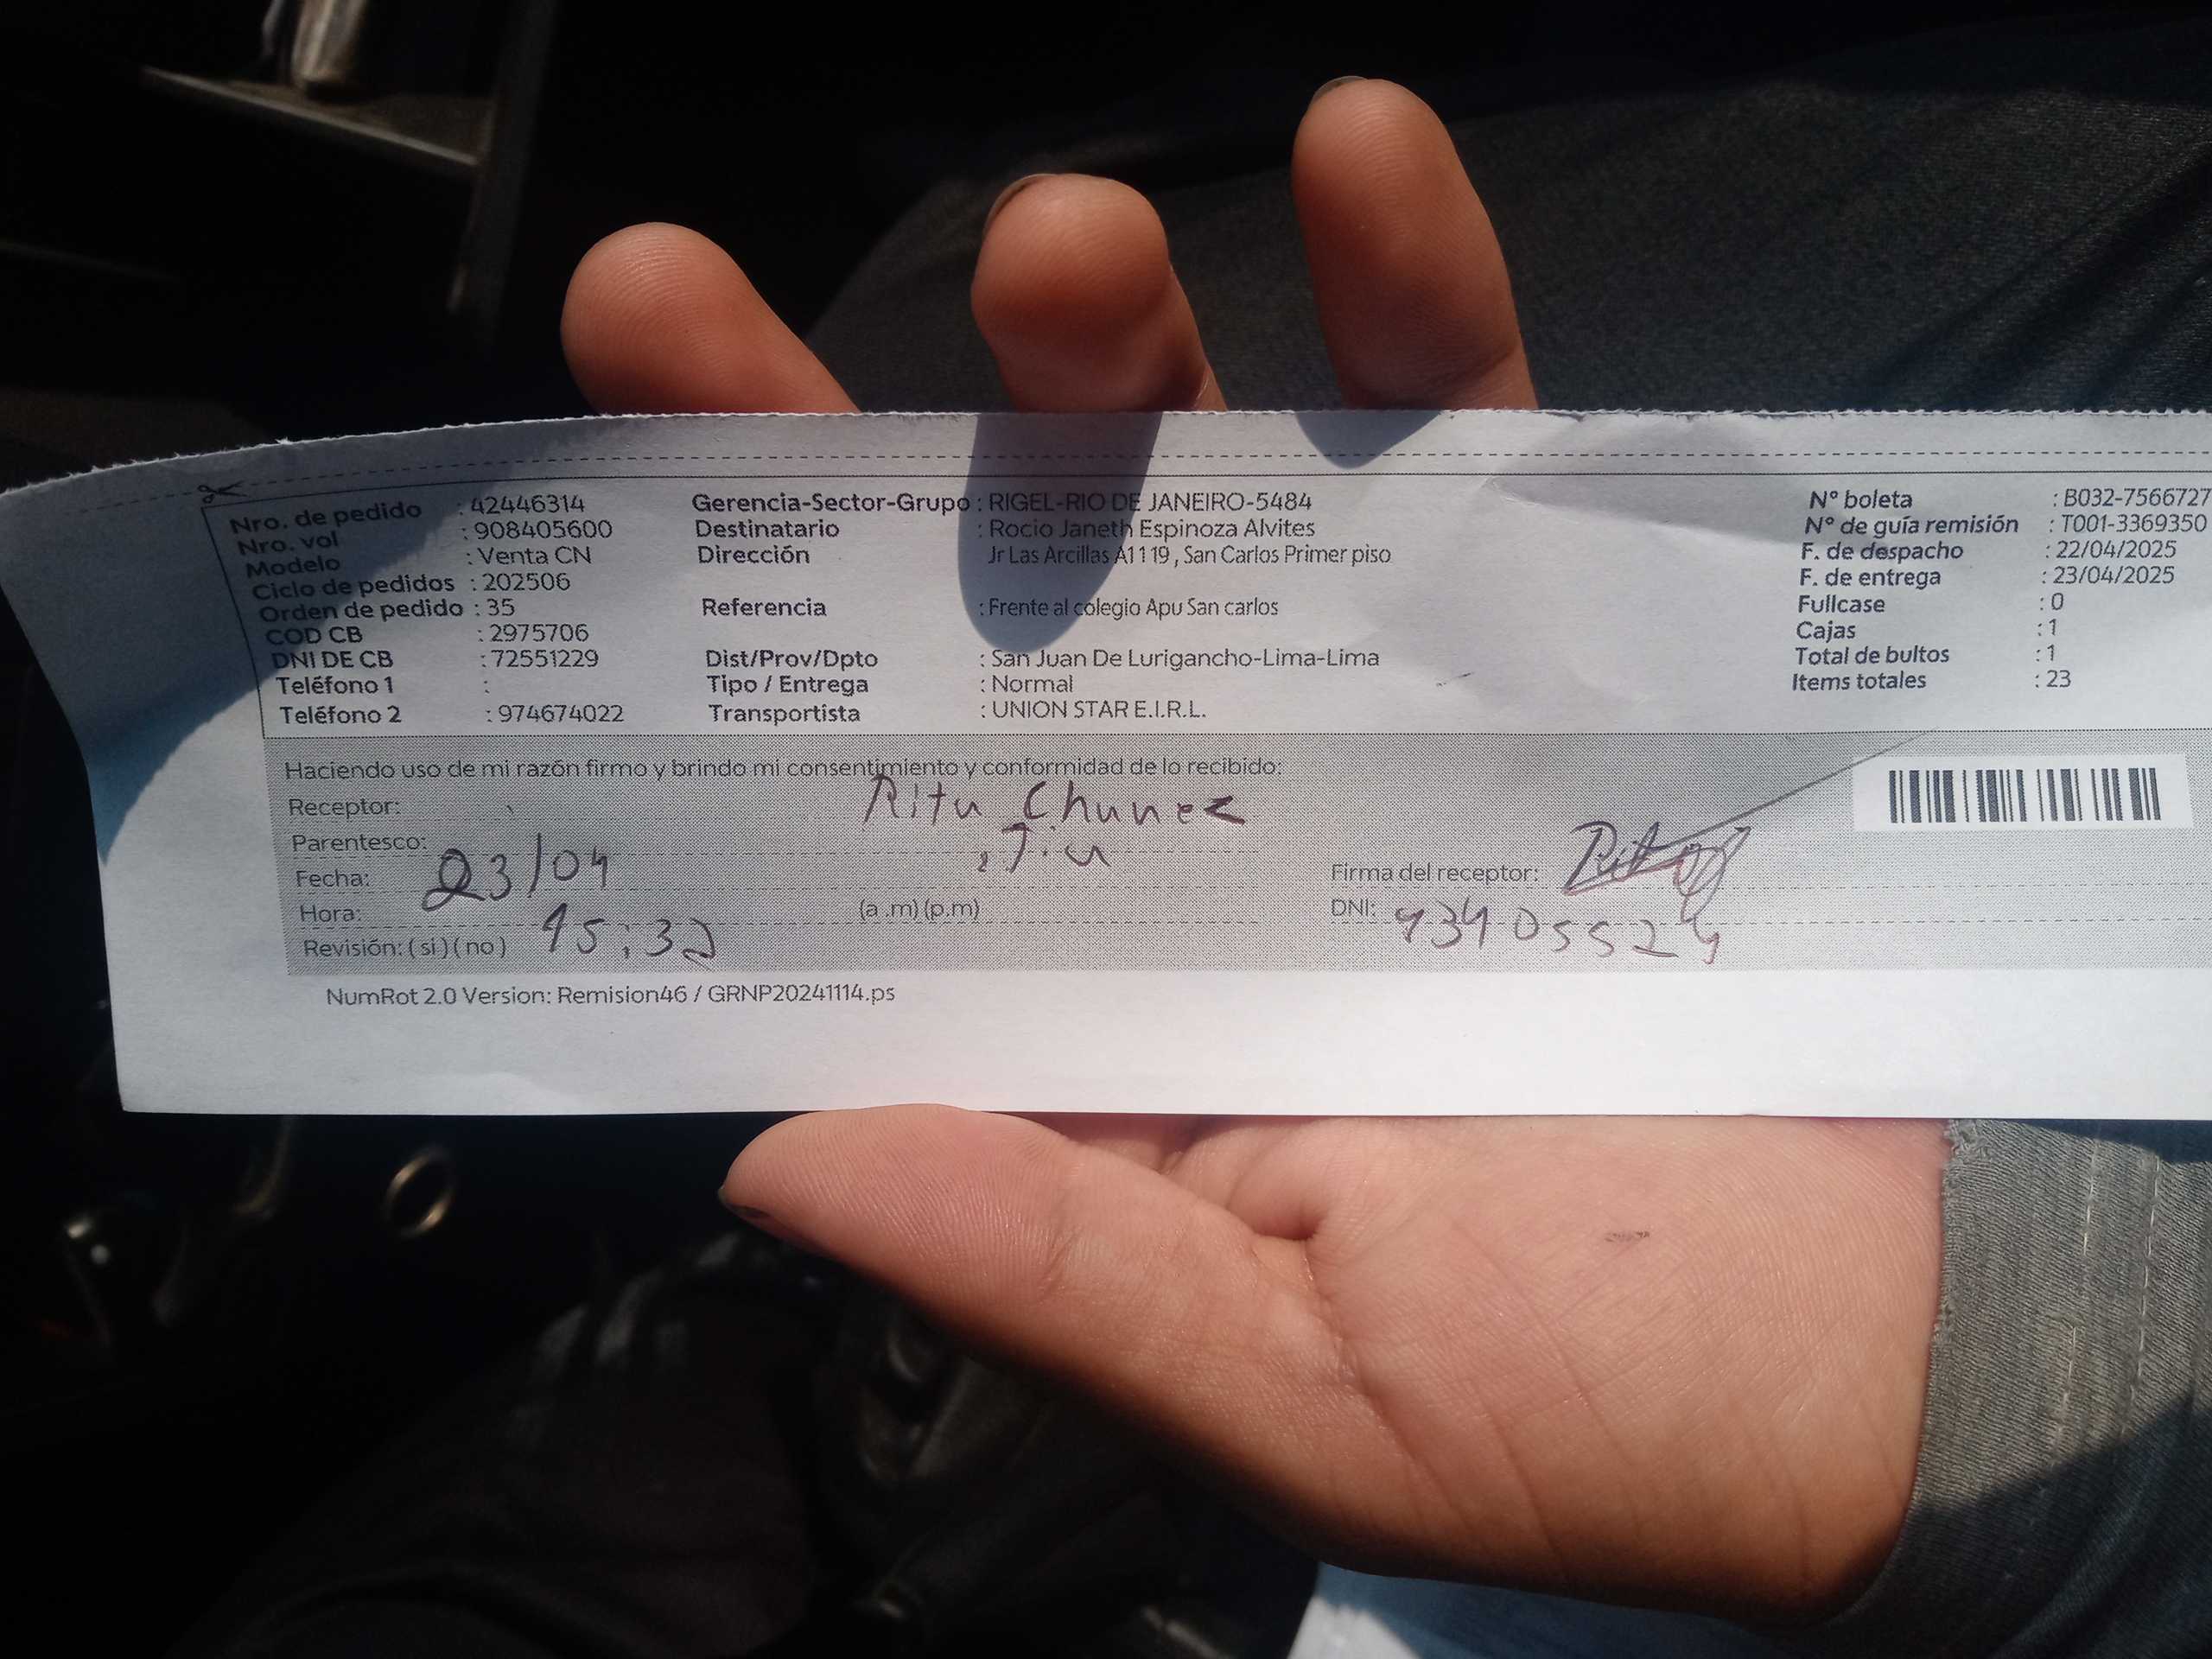 Nro. de pedido : 42446314
Nro. vol : 908405600
Modelo : Venta CN
Ciclo de pedidos : 202506
Orden de pedido : 35
COD CB : 2975706
DNI DE CB : 72551229
Teléfono 1 :
Teléfono 2 : 974674022
Gerencia-Sector-Grupo : RIGEL-RIO DE JANEIRO-5484
Destinatario : Rocio Janeth Espinoza Alvites
Dirección Jr Las Arcillas A1 1 19 , San Carlos Primer piso
Referencia : Frente al colegio Apu San carlos
Dist/Prov/Dpto : San Juan De Lurigancho-Lima-Lima
Tipo / Entrega : Normal
Transportista : UNION STAR E.I.R.L.
N° boleta : B032-7566727
N° de guía remisión : T001-3369350
F. de despacho : 22/04/2025
F. de entrega : 23/04/2025
Fullcase : 0
Cajas : 1
Total de bultos : 1
Items totales : 23
Haciendo uso de mi razón firmo y brindo mi consentimiento y conformidad de lo recibido:
Receptor: Rita Chunez
Parentesco: Tia
Fecha: 23/04
Firma del receptor:
Hora: 15:32 (a .m) (p.m)
DNI:
Revisión: ( si ) ( no )
NumRot 2.0 Version: Remision46 / GRNP20241114.ps